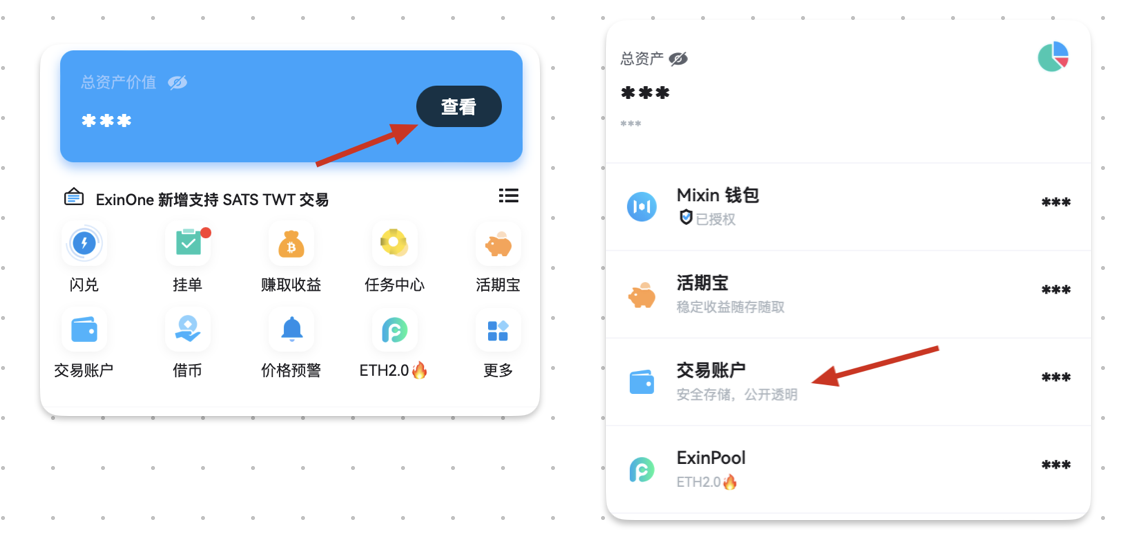 总资产价值
***
查看
ExinOne 新增支持 SATS TWT 交易
闪兑
挂单
赚取收益
任务中心
活期宝
交易账户
借币
价格预警
ETH2.0🔥
更多
总资产
***
***
Mixin 钱包
已授权
***
活期宝
稳定收益随存随取
***
交易账户
安全存储，公开透明
***
ExinPool
ETH2.0🔥
***